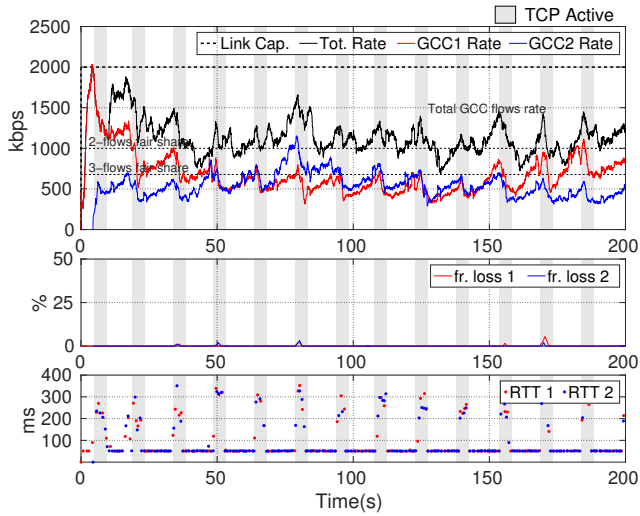 TCP Active
Link Cap. Tot. Rate GCC1 Rate GCC2 Rate
2500
2000
1500
1000
500
0
kbps
Total GCC flows rate
2−flows fair share
3−flows fair share
0 50 100 150 200
fr. loss 1 fr. loss 2
50
25
0
%
0 50 100 150 200
RTT 1 RTT 2
400
300
200
100
ms
0 50 100 150 200
Time(s)